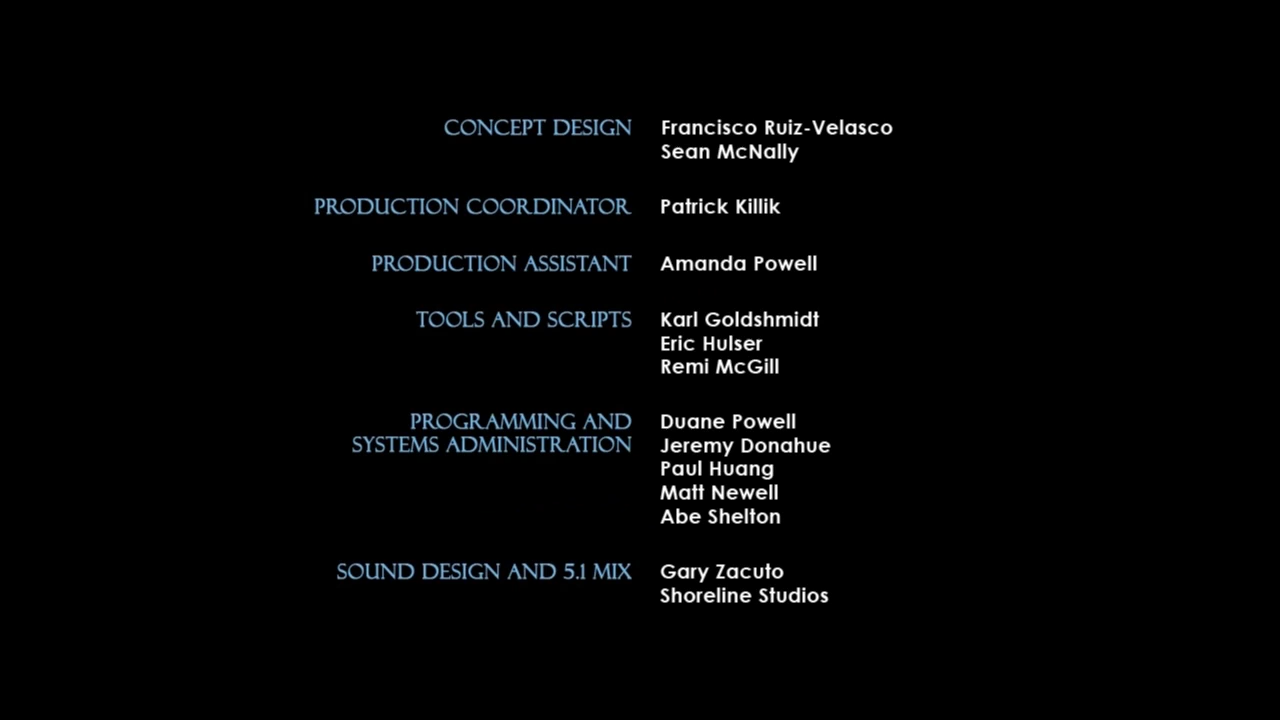 CONCEPT DESIGN Francisco Ruiz-Velasco
Sean McNally
PRODUCTION COORDINATOR Patrick Killik
PRODUCTION ASSISTANT Amanda Powell
TOOLS AND SCRIPTS Karl Goldshmidt
Eric Hulser
Remi McGill
PROGRAMMING AND Duane Powell
SYSTEMS ADMINISTRATION Jeremy Donahue
Paul Huang
Matt Newell
Abe Shelton
SOUND DESIGN AND 5.1 MIX Gary Zacuto
Shoreline Studios